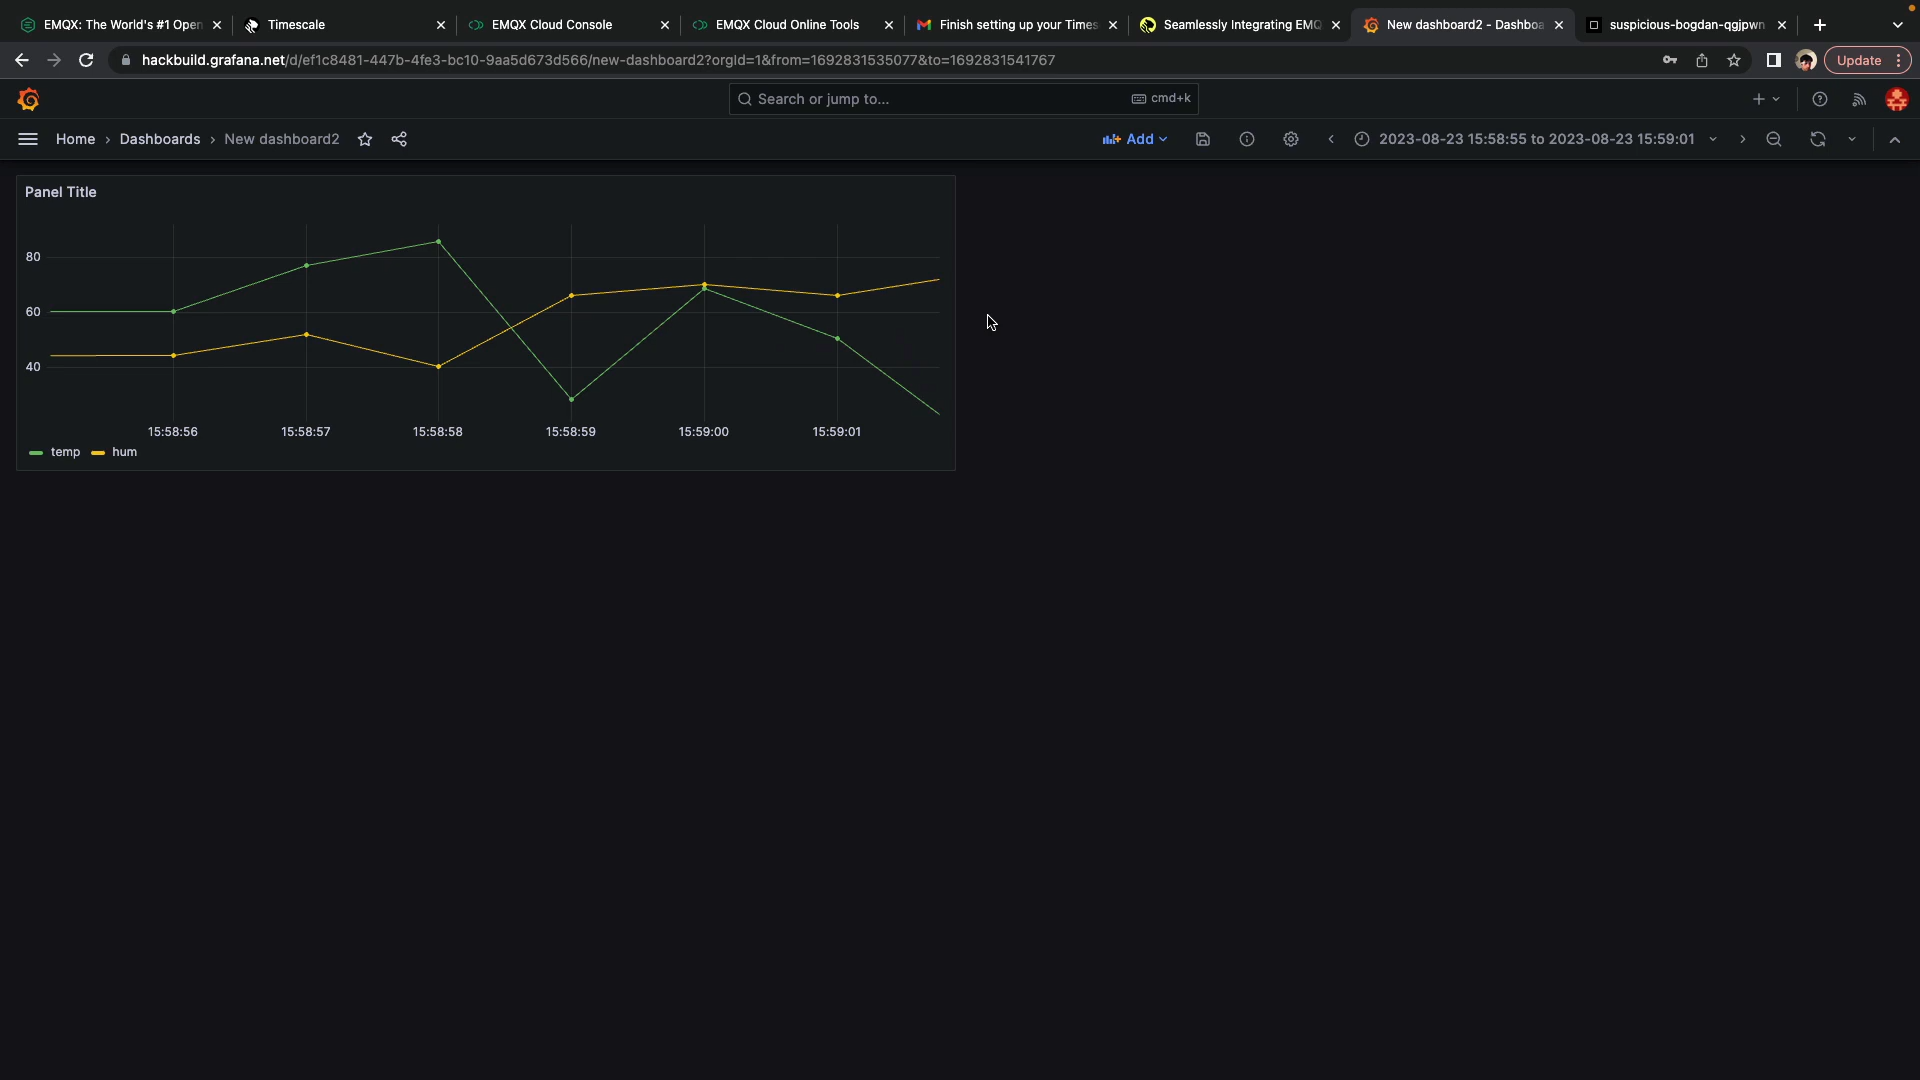 EMQX: The World's #1 Open
Timescale
EMQX Cloud Console
EMQX Cloud Online Tools
Finish setting up your Times
Seamlessly Integrating EMQ
New dashboard2 - Dashboa
suspicious-bogdan-qgjpwn
hackbuild.grafana.net/d/ef1c8481-447b-4fe3-bc10-9aa5d673d566/new-dashboard2?orgId=1&from=1692831535077&to=1692831541767
Update
Search or jump to...
cmd+k
Home › Dashboards › New dashboard2
Add
2023-08-23 15:58:55 to 2023-08-23 15:59:01
Panel Title
80
60
40
15:58:56 15:58:57 15:58:58 15:58:59 15:59:00 15:59:01
temp hum